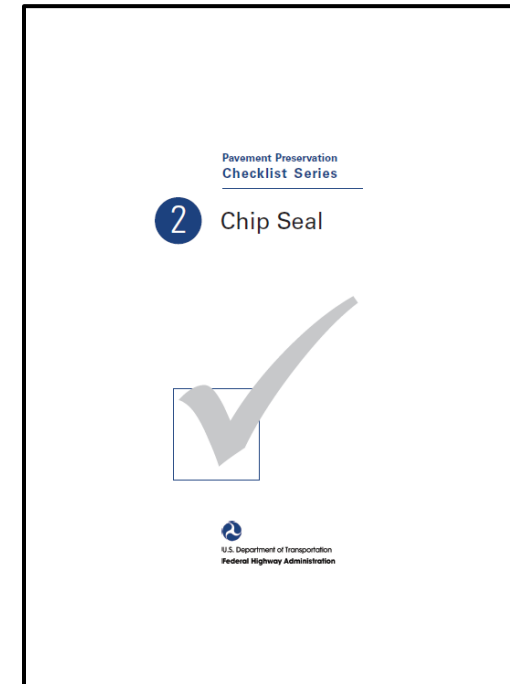 Pavement Preservation
Checklist Series
2 Chip Seal
U.S. Department of Transportation
Federal Highway Administration